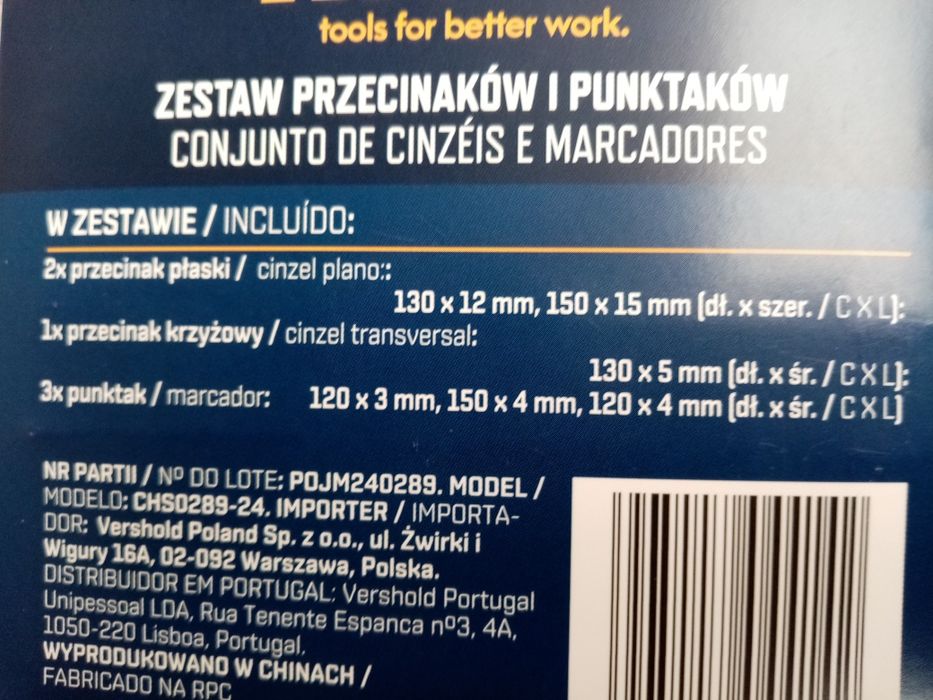 tools for better work.
ZESTAW PRZECINAKÓW I PUNKTAKÓW
CONJUNTO DE CINZÉIS E MARCADORES
W ZESTAWIE / INCLUÍDO:
2x przecinak płaski / cinzel plano::
130 x 12 mm, 150 x 15 mm (dł. x szer. / C X L):
1x przecinak krzyżowy / cinzel transversal:
130 x 5 mm (dł. x śr. / C X L):
3x punktak / marcador: 120 x 3 mm, 150 x 4 mm, 120 x 4 mm (dł. x śr. / C X L)
NR PARTII / Nº DO LOTE: POJM240289. MODEL /
MODELO: CHS0289-24. IMPORTER / IMPORTA-
DOR: Vershold Poland Sp. z o.o., ul. Żwirki i
Wigury 16A, 02-092 Warszawa, Polska.
DISTRIBUIDOR EM PORTUGAL: Vershold Portugal
Unipessoal LDA, Rua Tenente Espanca nº3, 4A,
1050-220 Lisboa, Portugal.
WYPRODUKOWANO W CHINACH /
FABRICADO NA RPC